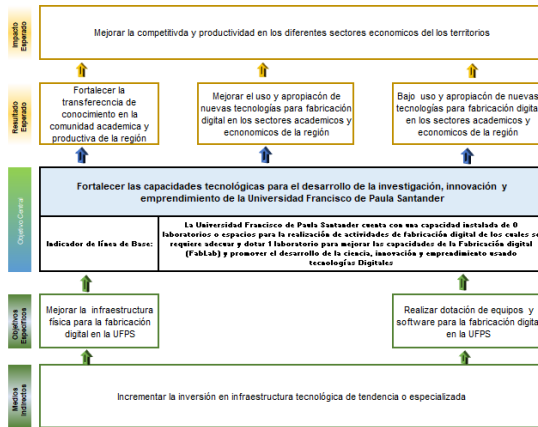 Impacto Esperado
Mejorar la competitivda y productividad en los diferentes sectores economicos del los territorios
Resultado Esperado
Fortalecer la
transferecncia de
conocimiento en la
comunidad academica y
productiva de la región
Mejorar el uso y apropiacón de
nuevas tecnologías para fabricación
digital en los sectores academicos y
ecnonomicos de la región
Bajo uso y apropiacón de nuevas
tecnologías para fabricación digital
en los sectores academicos y
economicos de la región
Objetivo Central
Fortalecer las capacidades tecnológicas para el desarrollo de la investigación, innovación y
emprendimiento de la Universidad Francisco de Paula Santander
Indicador de línea de Base:
La Universidad Francisco de Paula Santander cuenta con una capacidad instalada de 0
laboratorios o espacios para la realización de actividades de fabricación digital de los cuales se
requiere adecuar y dotar 1 laboratorio para mejorar las capacidades de la Fabricación digital
(FabLab) y promover el desarrollo de la ciencia, innovación y emprendimiento usando
tecnologías Digitales
Objetivos Especificos
Mejorar la infraestructura
física para la fabricación
digital en la UFPS
Realizar dotación de equipos y
software para la fabricación digital
en la UFPS
Medios Indirectos
Incrementar la inversión en infraestructura tecnológica de tendencia o especializada